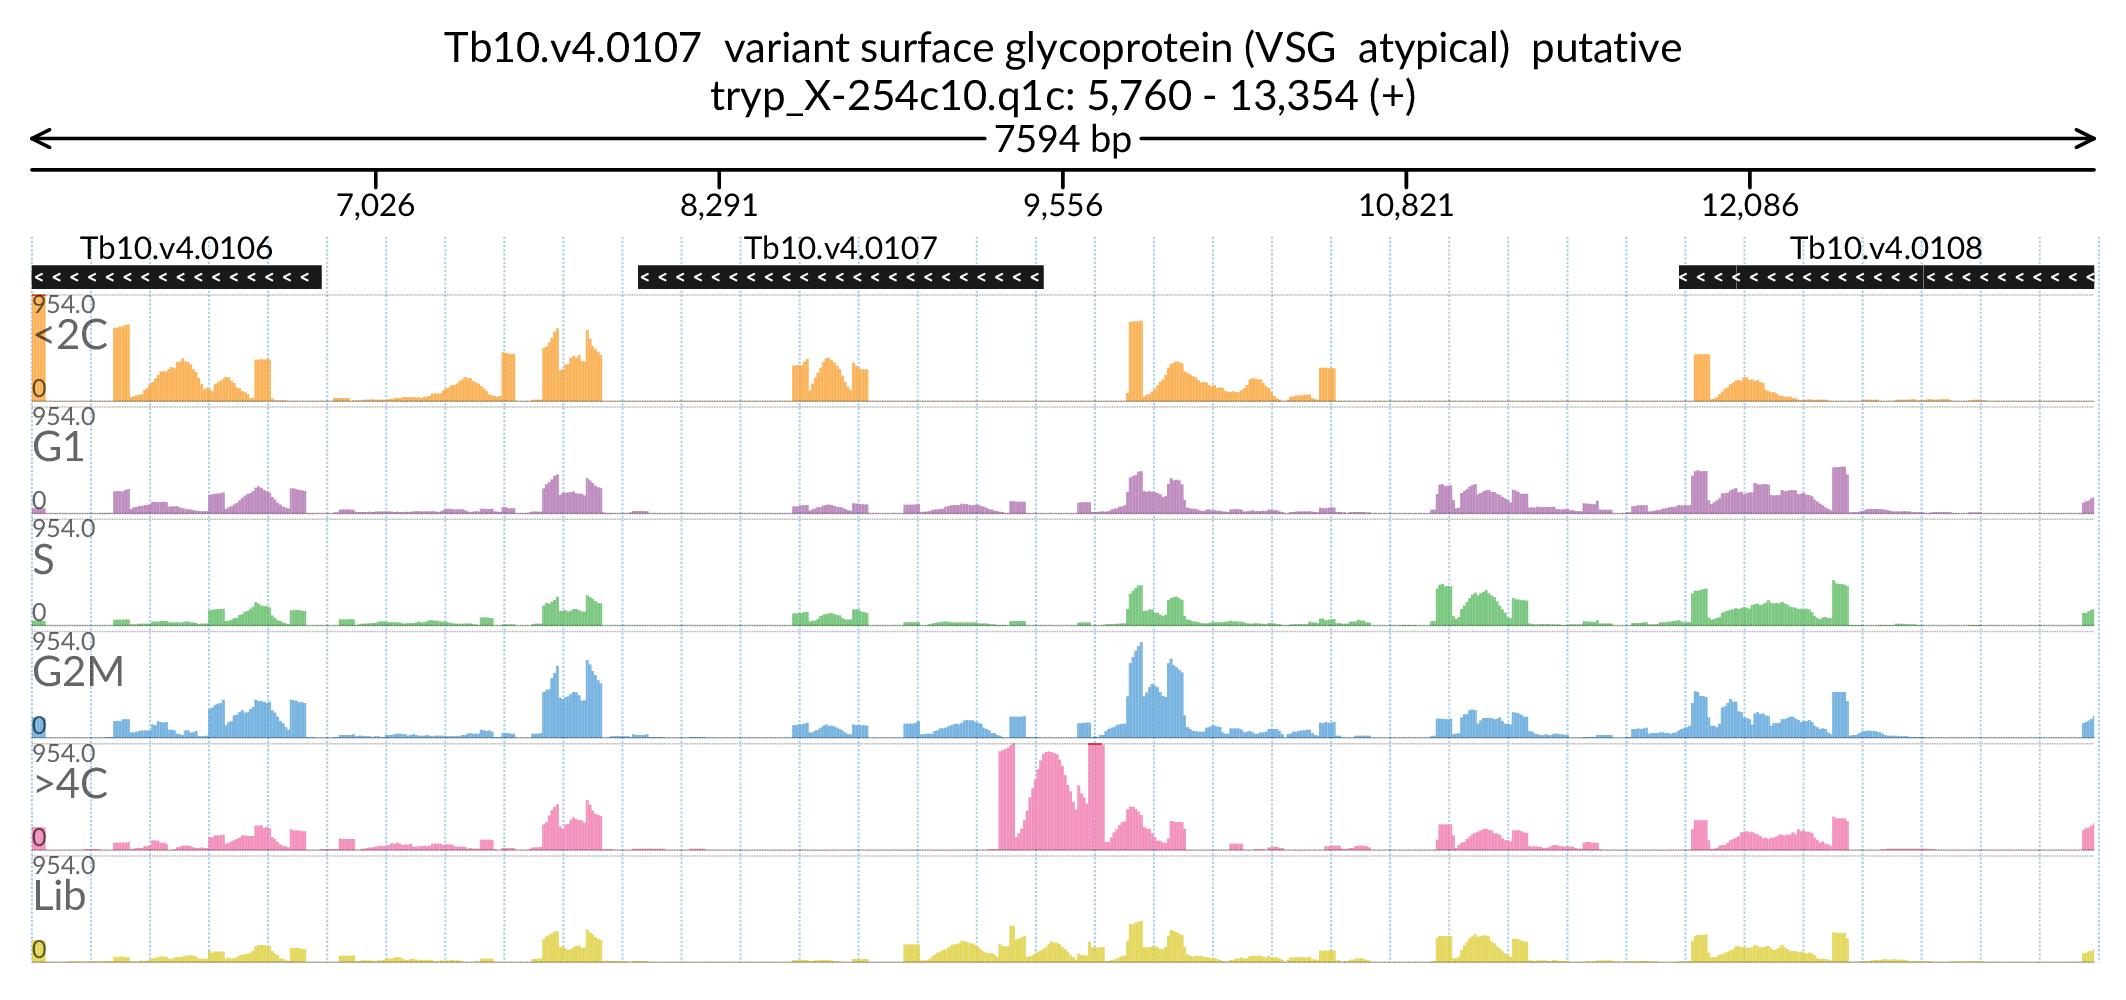 Tb10.v4.0107 variant surface glycoprotein (VSG atypical) putative
tryp_X-254c10.q1c: 5,760 - 13,354 (+)
7594 bp
7,026 8,291 9,556 10,821 12,086
Tb10.v4.0106 Tb10.v4.0107 Tb10.v4.0108
954.0
<2C
0
954.0
G1
0
954.0
S
0
954.0
G2M
0
954.0
>4C
0
954.0
Lib
0